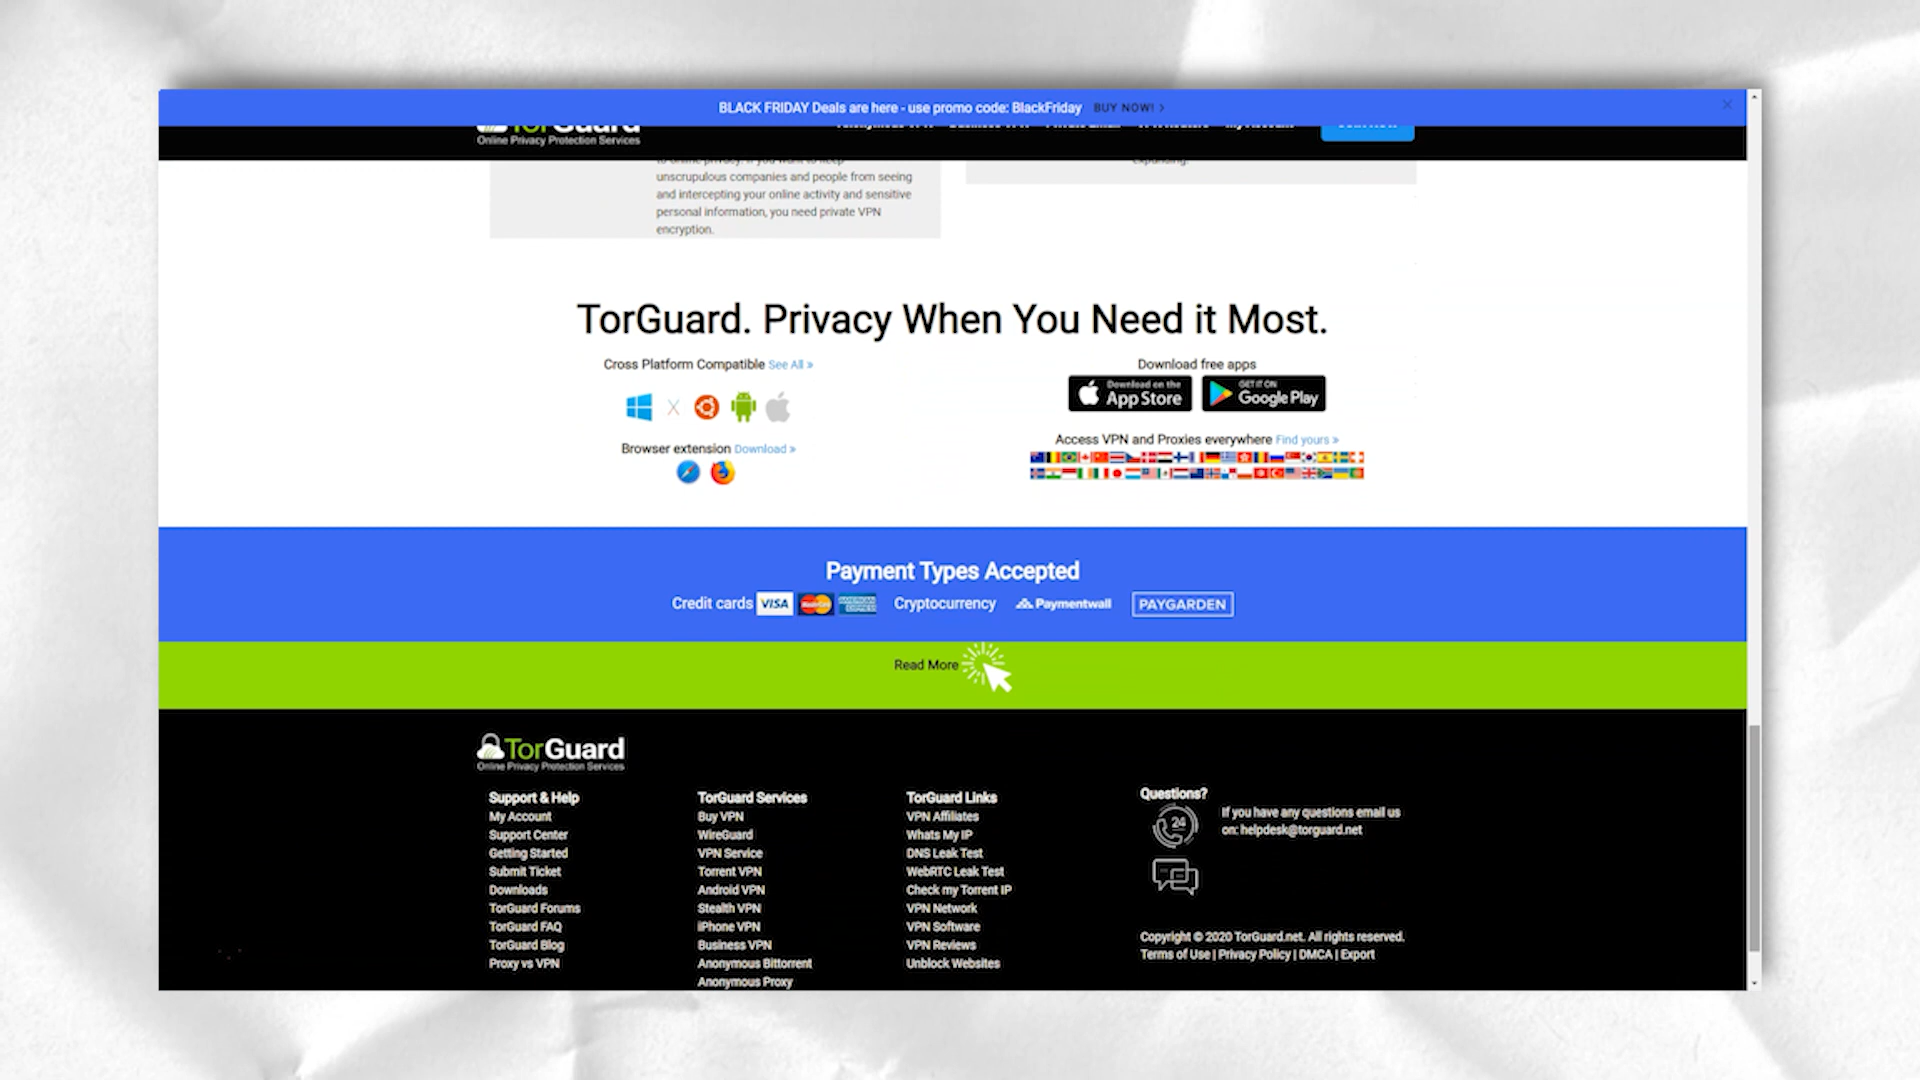 BLACK FRIDAY Deals are here - use promo code: BlackFriday BUY NOW! >
TorGuard
Online Privacy Protection Services
unscrupulous companies and people from seeing
and intercepting your online activity and sensitive
personal information, you need private VPN
encryption.
expanding.
TorGuard. Privacy When You Need it Most.
Cross Platform Compatible See All »
X
Browser extension Download »
Download free apps
Download on the
App Store
GET IT ON
Google Play
Access VPN and Proxies everywhere Find yours »
Payment Types Accepted
Credit cards VISA MasterCard AMERICAN EXPRESS Cryptocurrency Paymentwall PAYGARDEN
Read More
TorGuard
Online Privacy Protection Services
Support & Help
My Account
Support Center
Getting Started
Submit Ticket
Downloads
TorGuard Forums
TorGuard FAQ
TorGuard Blog
Proxy vs VPN
TorGuard Services
Buy VPN
WireGuard
VPN Service
Torrent VPN
Android VPN
Stealth VPN
iPhone VPN
Business VPN
Anonymous Bittorrent
Anonymous Proxy
TorGuard Links
VPN Affiliates
Whats My IP
DNS Leak Test
WebRTC Leak Test
Check my Torrent IP
VPN Network
VPN Software
VPN Reviews
Unblock Websites
Questions?
24
If you have any questions email us
on: helpdesk@torguard.net
Copyright © 2020 TorGuard.net. All rights reserved.
Terms of Use | Privacy Policy | DMCA | Export